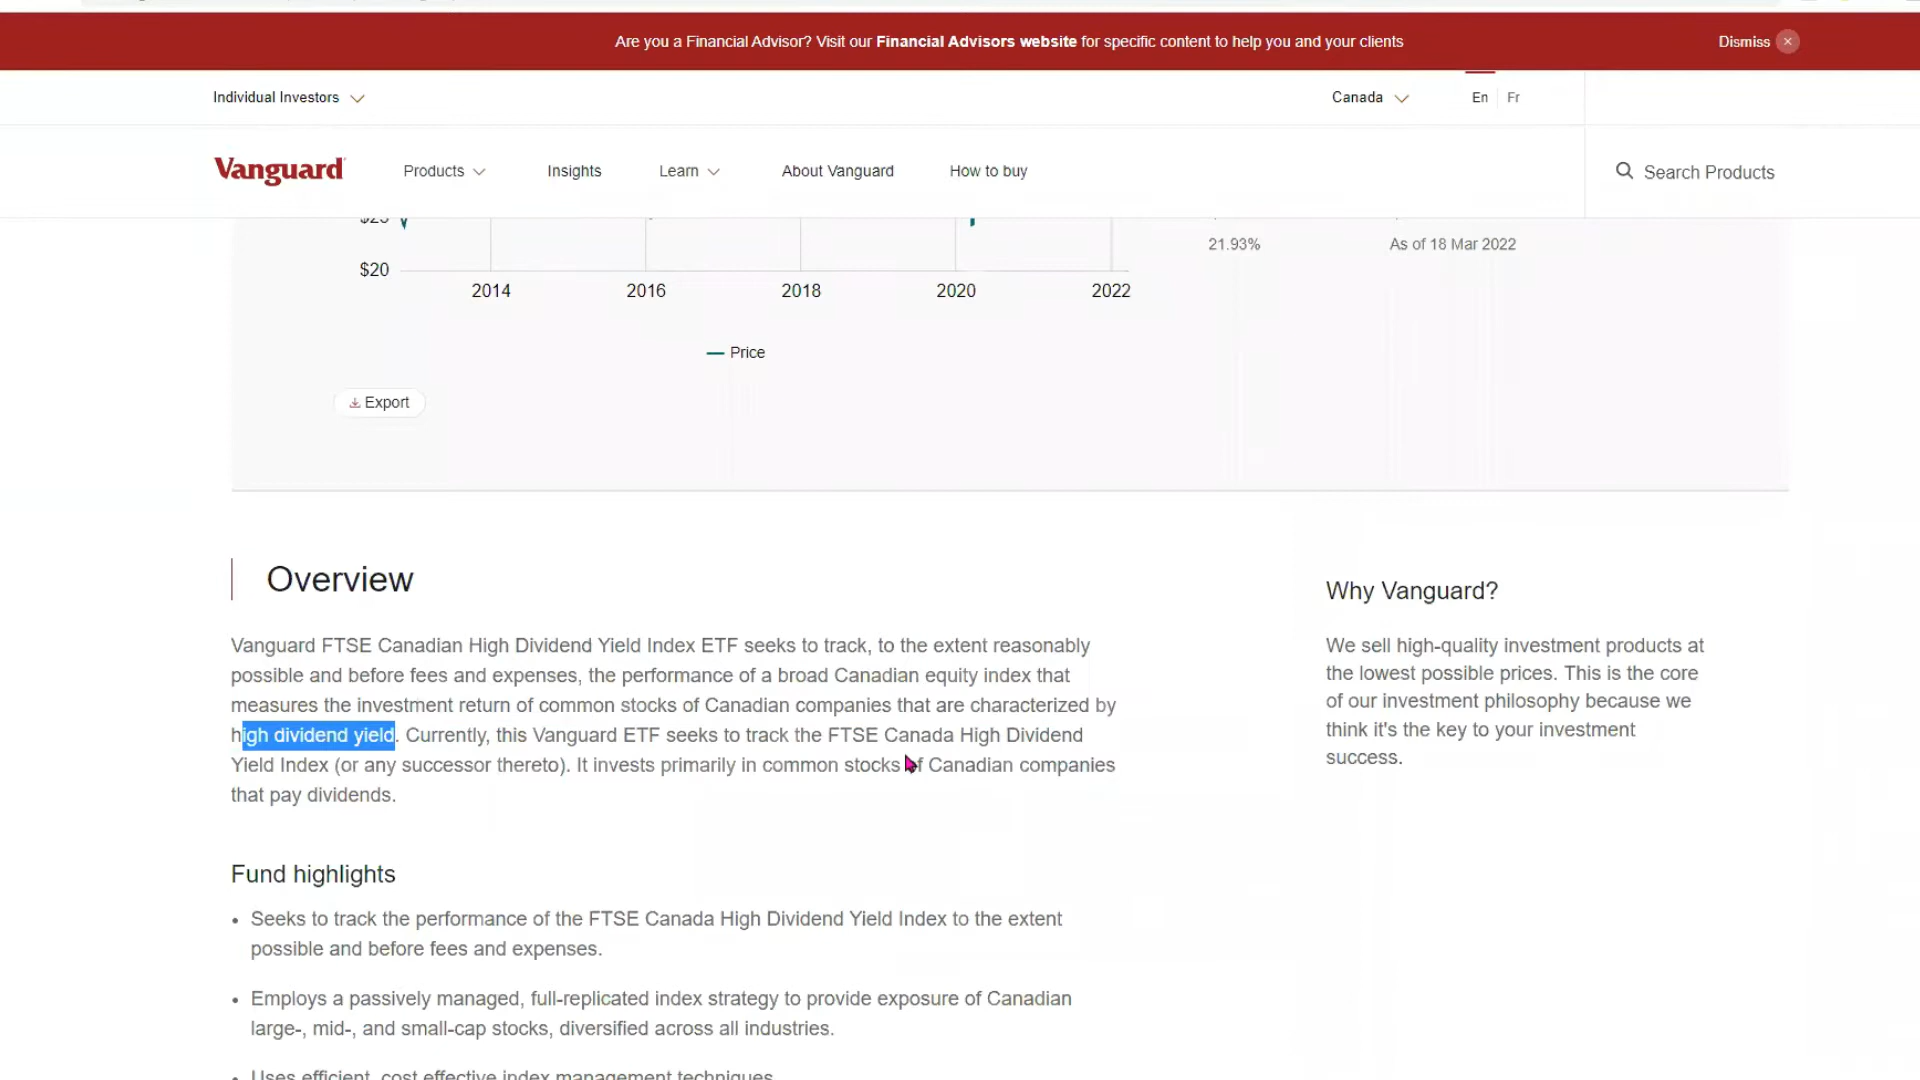 Are you a Financial Advisor? Visit our Financial Advisors website for specific content to help you and your clients
Dismiss
Individual Investors
Canada
En
Fr
Vanguard
Products
Insights
Learn
About Vanguard
How to buy
Search Products
$20
2014
2016
2018
2020
2022
21.93%
As of 18 Mar 2022
Price
Export
Overview
Vanguard FTSE Canadian High Dividend Yield Index ETF seeks to track, to the extent reasonably
possible and before fees and expenses, the performance of a broad Canadian equity index that
measures the investment return of common stocks of Canadian companies that are characterized by
high dividend yield. Currently, this Vanguard ETF seeks to track the FTSE Canada High Dividend
Yield Index (or any successor thereto). It invests primarily in common stocks of Canadian companies
that pay dividends.
Why Vanguard?
We sell high-quality investment products at
the lowest possible prices. This is the core
of our investment philosophy because we
think it's the key to your investment
success.
Fund highlights
• Seeks to track the performance of the FTSE Canada High Dividend Yield Index to the extent
possible and before fees and expenses.
• Employs a passively managed, full-replicated index strategy to provide exposure of Canadian
large-, mid-, and small-cap stocks, diversified across all industries.
• Uses efficient, cost effective index management techniques.